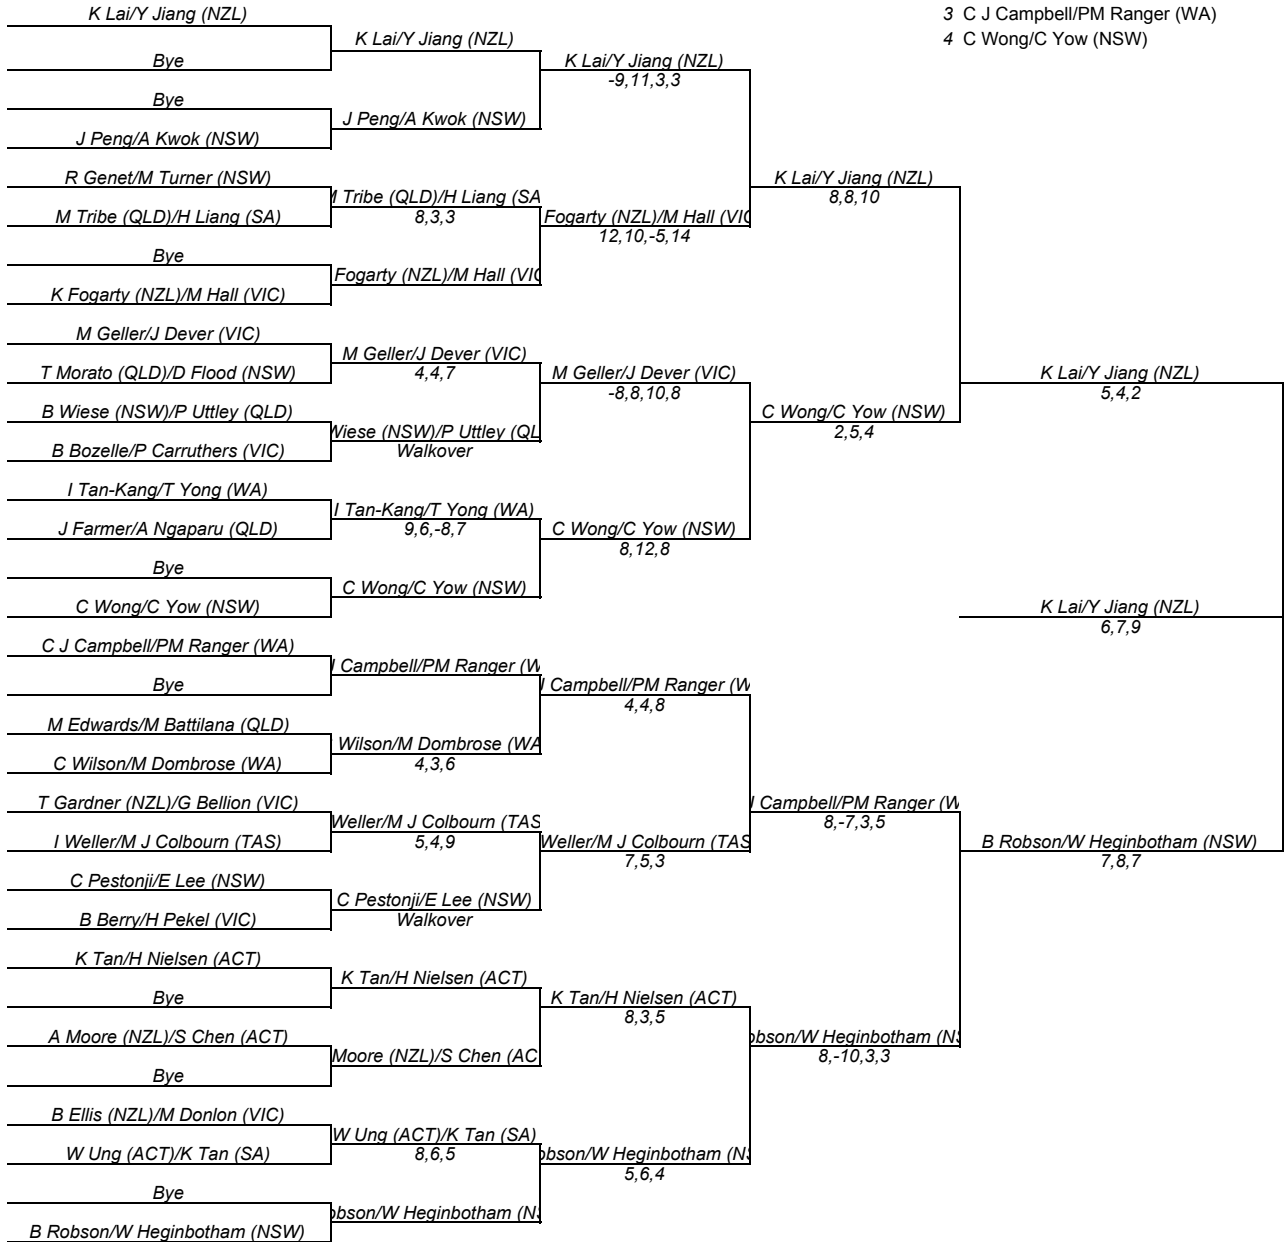 3 C J Campbell/PM Ranger (WA)
4 C Wong/C Yow (NSW)
K Lai/Y Jiang (NZL)
Bye
Bye
J Peng/A Kwok (NSW)
R Genet/M Turner (NSW)
M Tribe (QLD)/H Liang (SA)
Bye
K Fogarty (NZL)/M Hall (VIC)
M Geller/J Dever (VIC)
T Morato (QLD)/D Flood (NSW)
B Wiese (NSW)/P Uttley (QLD)
B Bozelle/P Carruthers (VIC)
I Tan-Kang/T Yong (WA)
J Farmer/A Ngaparu (QLD)
Bye
C Wong/C Yow (NSW)
C J Campbell/PM Ranger (WA)
Bye
M Edwards/M Battilana (QLD)
C Wilson/M Dombrose (WA)
T Gardner (NZL)/G Bellion (VIC)
I Weller/M J Colbourn (TAS)
C Pestonji/E Lee (NSW)
B Berry/H Pekel (VIC)
K Tan/H Nielsen (ACT)
Bye
A Moore (NZL)/S Chen (ACT)
Bye
B Ellis (NZL)/M Donlon (VIC)
W Ung (ACT)/K Tan (SA)
Bye
B Robson/W Heginbotham (NSW)
K Lai/Y Jiang (NZL)
J Peng/A Kwok (NSW)
Tribe (QLD)/H Liang (SA
8,3,3
Fogarty (NZL)/M Hall (VIC
M Geller/J Dever (VIC)
4,4,7
Wiese (NSW)/P Uttley (QL
Walkover
I Tan-Kang/T Yong (WA)
9,6,-8,7
C Wong/C Yow (NSW)
Campbell/PM Ranger (W
Wilson/M Dombrose (WA
4,3,6
Weller/M J Colbourn (TAS
5,4,9
C Pestonji/E Lee (NSW)
Walkover
K Tan/H Nielsen (ACT)
Moore (NZL)/S Chen (AC
W Ung (ACT)/K Tan (SA)
8,6,5
obson/W Heginbotham (NS
K Lai/Y Jiang (NZL)
-9,11,3,3
Fogarty (NZL)/M Hall (VIC
12,10,-5,14
M Geller/J Dever (VIC)
-8,8,10,8
C Wong/C Yow (NSW)
8,12,8
Campbell/PM Ranger (W
4,4,8
Weller/M J Colbourn (TAS
7,5,3
K Tan/H Nielsen (ACT)
8,3,5
obson/W Heginbotham (NS
5,6,4
K Lai/Y Jiang (NZL)
8,8,10
C Wong/C Yow (NSW)
2,5,4
Campbell/PM Ranger (W
8,-7,3,5
obson/W Heginbotham (NS
8,-10,3,3
K Lai/Y Jiang (NZL)
5,4,2
K Lai/Y Jiang (NZL)
6,7,9
B Robson/W Heginbotham (NSW)
7,8,7